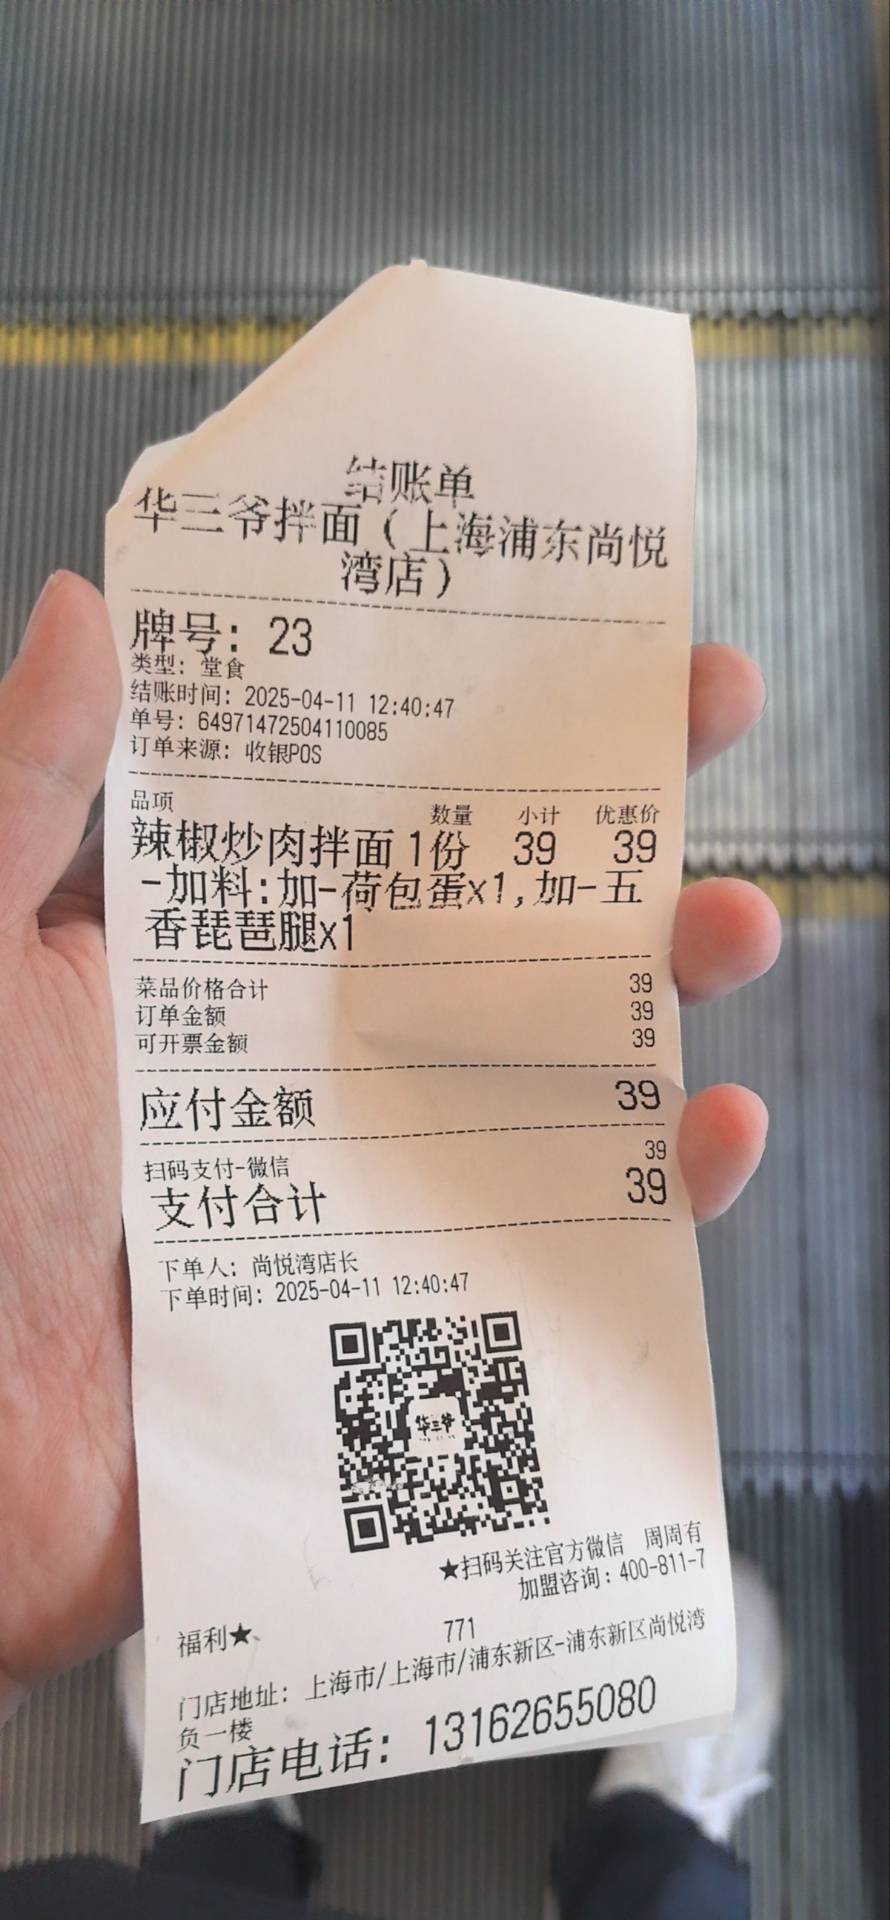 结账单
华三爷拌面（上海浦东尚悦
湾店）
牌号：23
类型：堂食
结账时间：2025-04-11 12:40:47
单号：64971472504110085
订单来源：收银POS
品项 数量 小计 优惠价
辣椒炒肉拌面 1份 39 39
-加料:加-荷包蛋x1,加-五
香琵琶腿x1
菜品价格合计 39
订单金额 39
可开票金额 39
应付金额 39
扫码支付-微信 39
支付合计 39
下单人：尚悦湾店长
下单时间：2025-04-11 12:40:47
华三爷
★扫码关注官方微信 周周有
福利★
加盟咨询：400-811-7
771
门店地址：上海市/上海市/浦东新区-浦东新区尚悦湾
负一楼
门店电话：13162655080